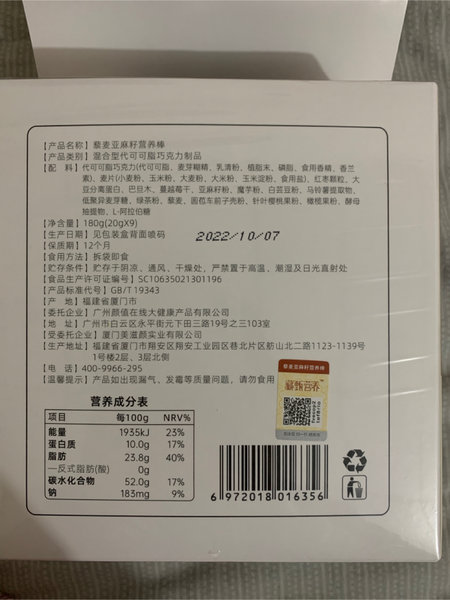 【产品名称】藜麦亚麻籽营养棒
【产品类别】混合型代可可脂巧克力制品
【配 料】代可可脂巧克力(代可可脂、麦芽糊精、乳清粉、植脂末、磷脂、食用香精、香兰
素)、麦片(小麦粉、玉米粉、大麦粉、大米粉、玉米淀粉、食用盐)、红枣颗粒、大
豆分离蛋白、巴旦木、蔓越莓干、亚麻籽粉、魔芋粉、白芸豆粉、马铃薯提取物、
低聚异麦芽糖、绿茶粉、藜麦、圆苞车前子壳粉、针叶樱桃果粉、橄榄果粉、酵母
抽提物、L-阿拉伯糖
【净含量】180g(20gX9)
【生产日期】见包装盒背面喷码
2022/10/07
【保质期】12个月
【食用方法】拆袋即食
【贮存条件】贮存于阴凉、通风、干燥处,严禁置于高温、潮湿及日光直射处
【食品生产许可证编号】SC10635021301196
【产品标准代号】GB/T19343
【产 地】福建省厦门市
【委托企业】广州颜值在线大健康产品有限公司
【地 址】广州市白云区永平街元下田三路19号之三103室
【受委托企业】厦门美滋颜实业有限公司
【生产地址】福建省厦门市翔安区翔安工业园区巷北片区舫山北二路1123-1139号
1号楼2层、3层北侧
【电 话】400-9966-295
【温馨提示】产品如出现漏气、发霉等质量问题,请勿食用
藜麦亚麻籽营养棒
营养成分表
项目 每100g NRV%
能量 1935kJ 23%
蛋白质 10.0g 17%
脂肪 23.8g 40%
—反式脂肪(酸) 0g
碳水化合物 52.0g 17%
钠 183mg 9%
6 972018 016356